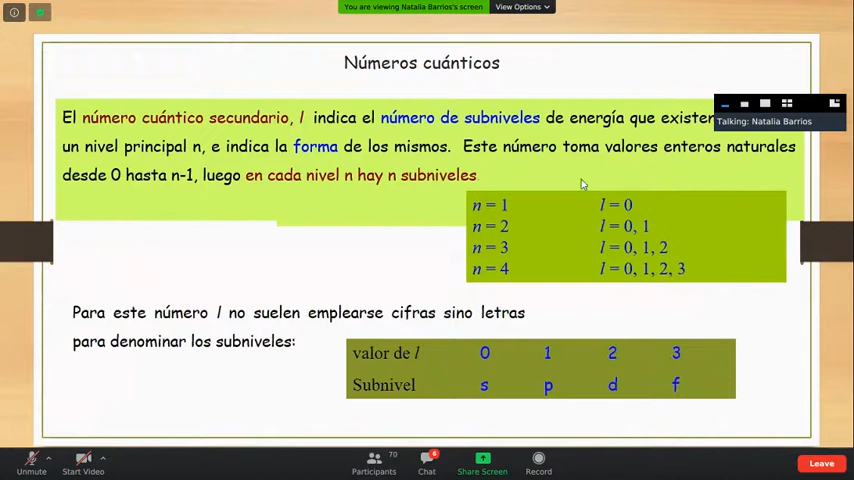 You are viewing Natalia Barrios's screen
View Options
Números cuánticos
El número cuántico secundario, l indica el número de subniveles de energía que existen
un nivel principal n, e indica la forma de los mismos. Este número toma valores enteros naturales
desde 0 hasta n-1, luego en cada nivel n hay n subniveles.
Talking: Natalia Barrios
n = 1 l = 0
n = 2 l = 0, 1
n = 3 l = 0, 1, 2
n = 4 l = 0, 1, 2, 3
Para este número l no suelen emplearse cifras sino letras
para denominar los subniveles:
valor de l 0 1 2 3
Subnivel s p d f
Unmute
Start Video
Participants 70
Chat 6
Share Screen
Record
Leave